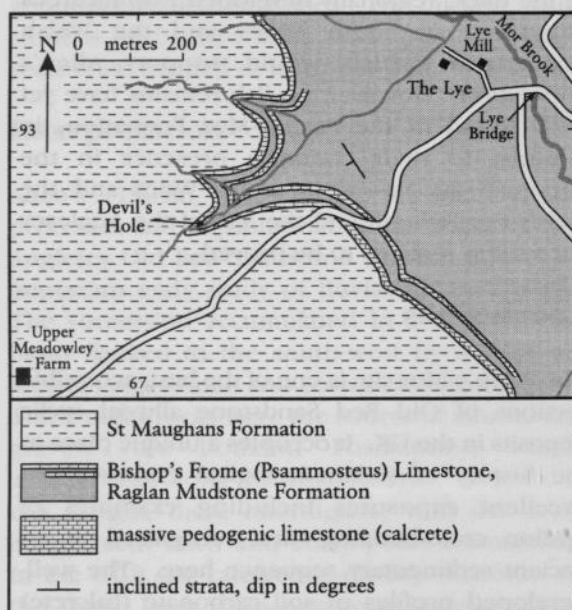 N
0 metres 200
Mor Brook
Lye
Mill
The Lye
Lye
Bridge
93
Devil's
Hole
Upper
Meadowley
Farm
67
St Maughans Formation
Bishop's Frome (Psammosteus) Limestone,
Raglan Mudstone Formation
massive pedogenic limestone (calcrete)
inclined strata, dip in degrees